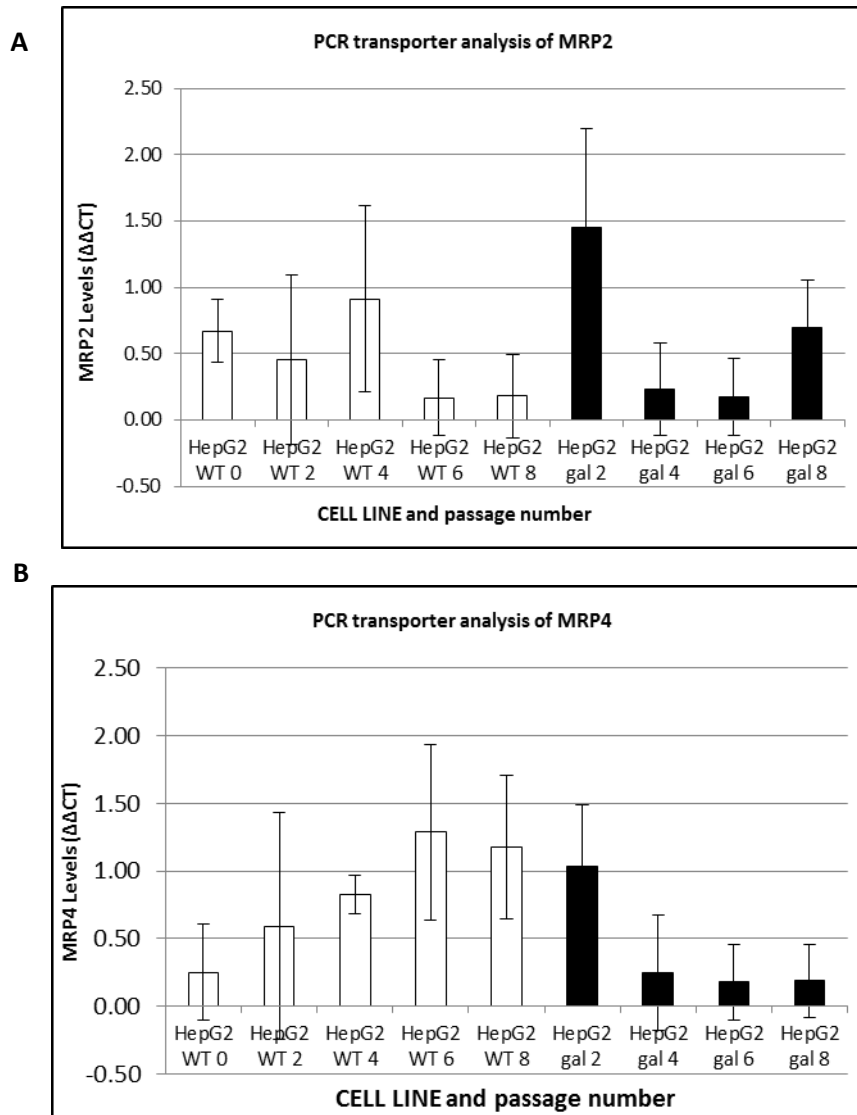 A
PCR transporter analysis of MRP2
MRP2 Levels (ΔΔCT)
2.50
2.00
1.50
1.00
0.50
0.00
-0.50
HepG2 HepG2 HepG2 HepG2 HepG2 HepG2 HepG2 HepG2 HepG2
WT 0 WT 2 WT 4 WT 6 WT 8 gal 2 gal 4 gal 6 gal 8
CELL LINE and passage number
B
PCR transporter analysis of MRP4
MRP4 Levels (ΔΔCT)
2.50
2.00
1.50
1.00
0.50
0.00
-0.50
HepG2 HepG2 HepG2 HepG2 HepG2 HepG2 HepG2 HepG2 HepG2
WT 0 WT 2 WT 4 WT 6 WT 8 gal 2 gal 4 gal 6 gal 8
CELL LINE and passage number